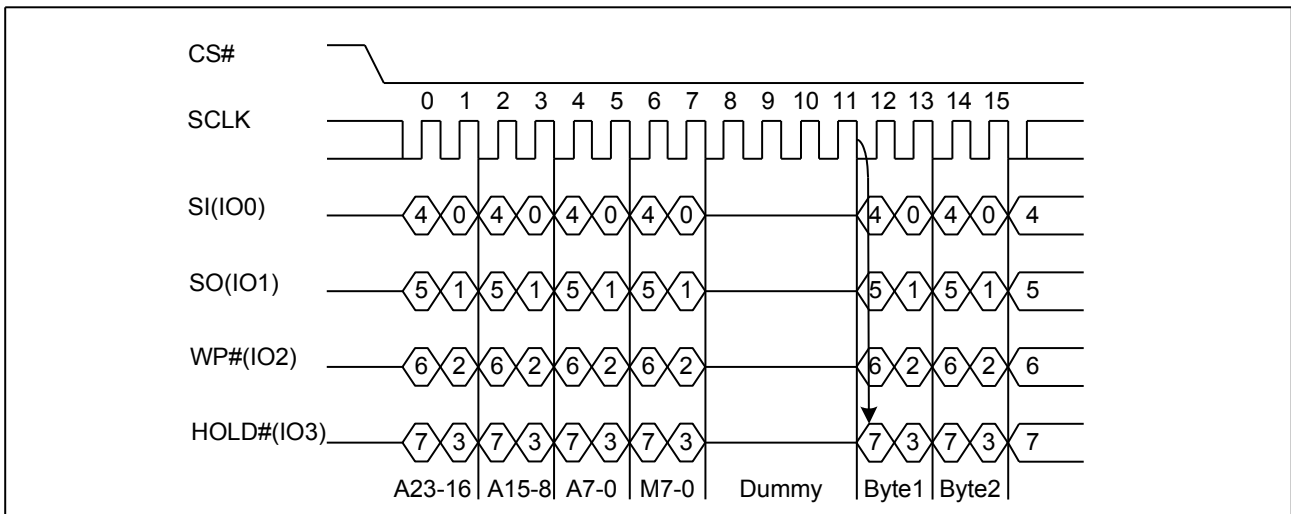 CS#
0 1 2 3 4 5 6 7 8 9 10 11 12 13 14 15
SCLK
SI(IO0) 4 0 4 0 4 0 4 0 4 0 4 0 4
SO(IO1) 5 1 5 1 5 1 5 1 5 1 5 1 5
WP#(IO2) 6 2 6 2 6 2 6 2 6 2 6 2 6
HOLD#(IO3) 7 3 7 3 7 3 7 3 7 3 7 3 7
A23-16 A15-8 A7-0 M7-0 Dummy Byte1 Byte2